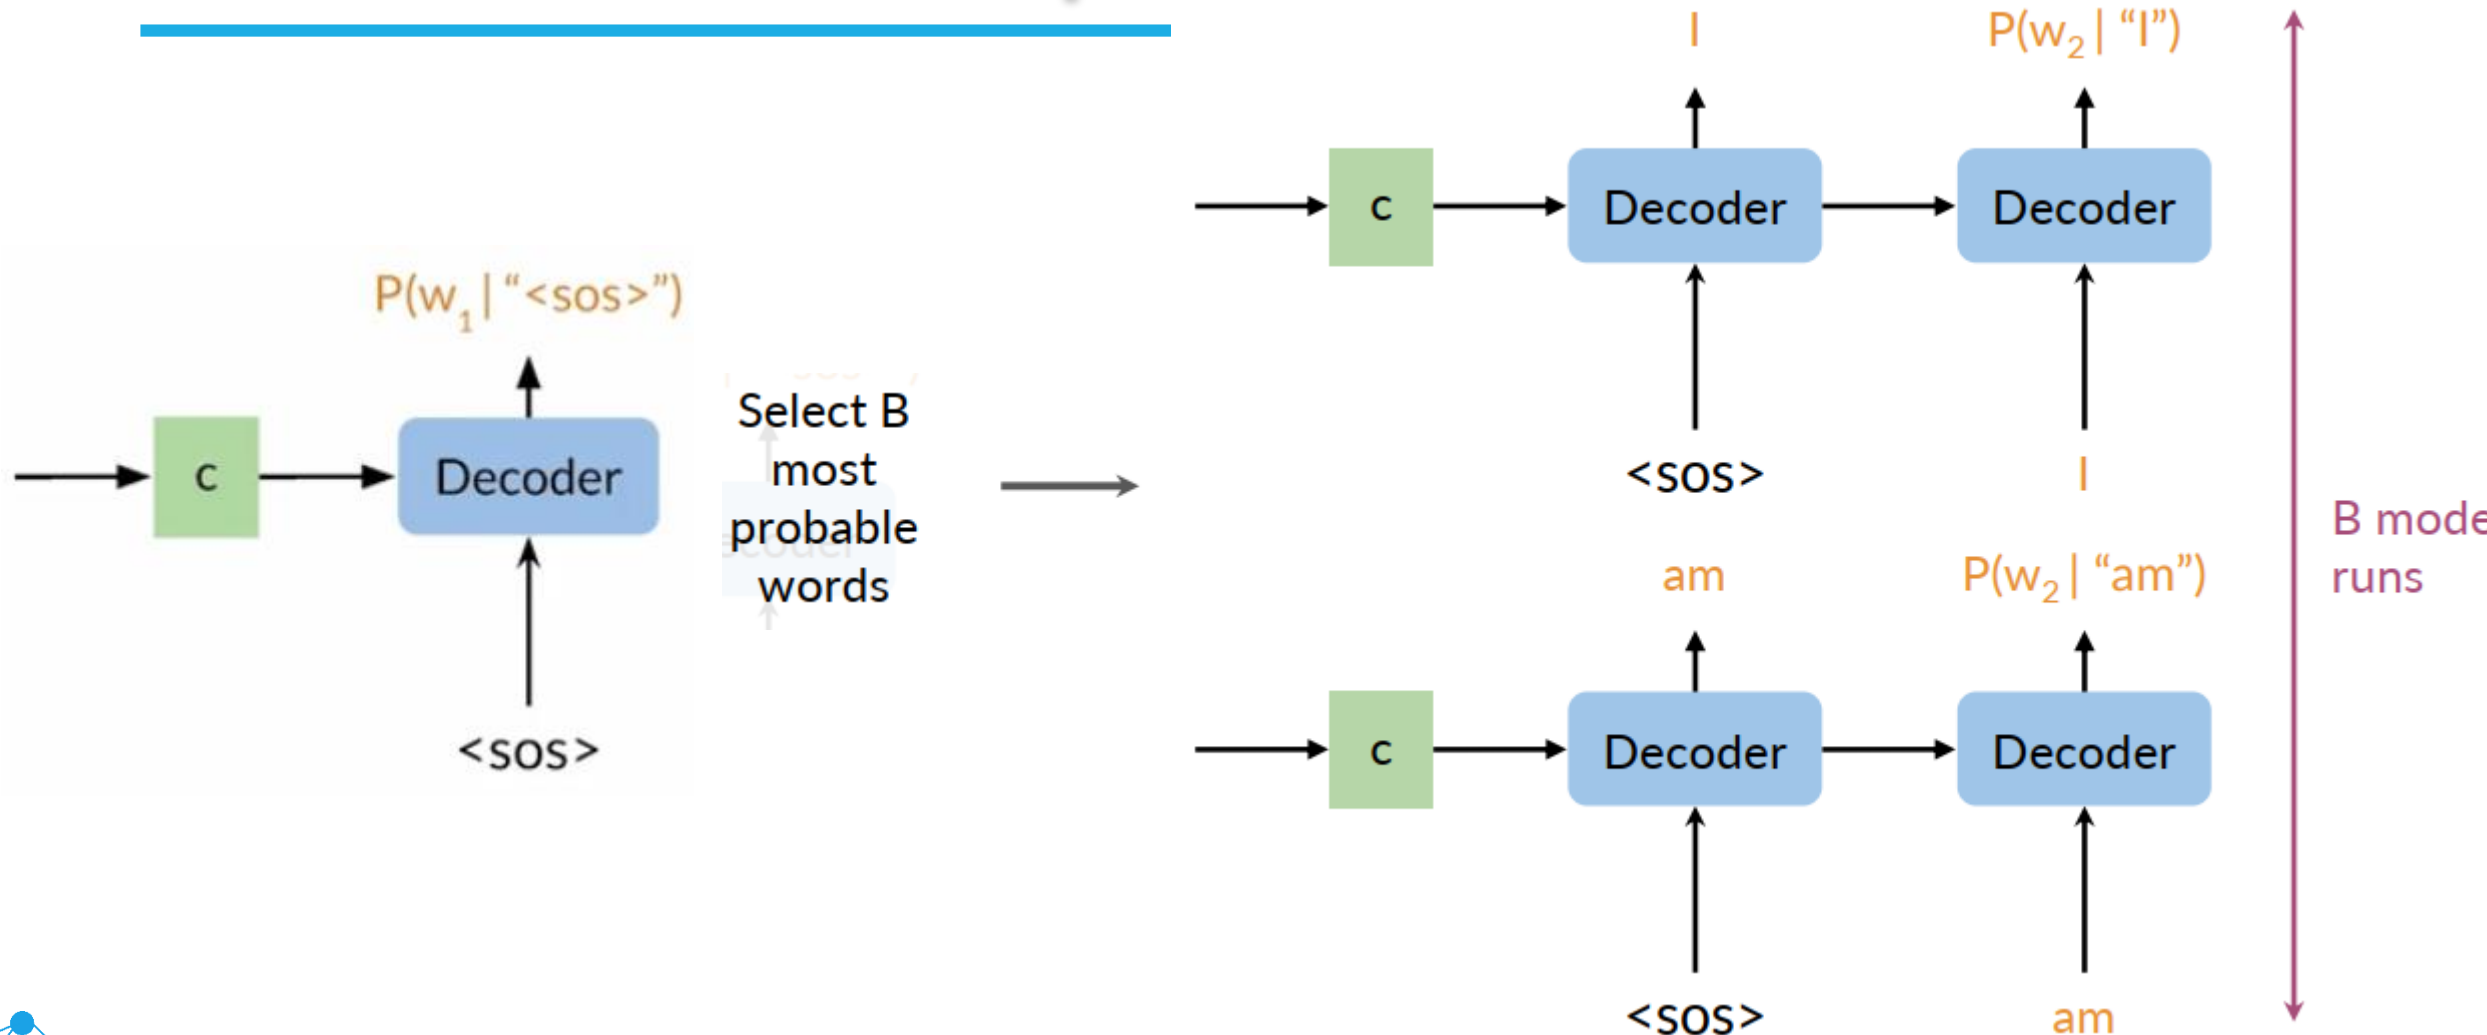 P(w1 | “<sos>”)
c
Decoder
<sos>
Select B
most
probable
words
I
P(w2 | “I”)
c
Decoder
Decoder
<sos>
I
am
P(w2 | “am”)
c
Decoder
Decoder
<sos>
am
B mode
runs